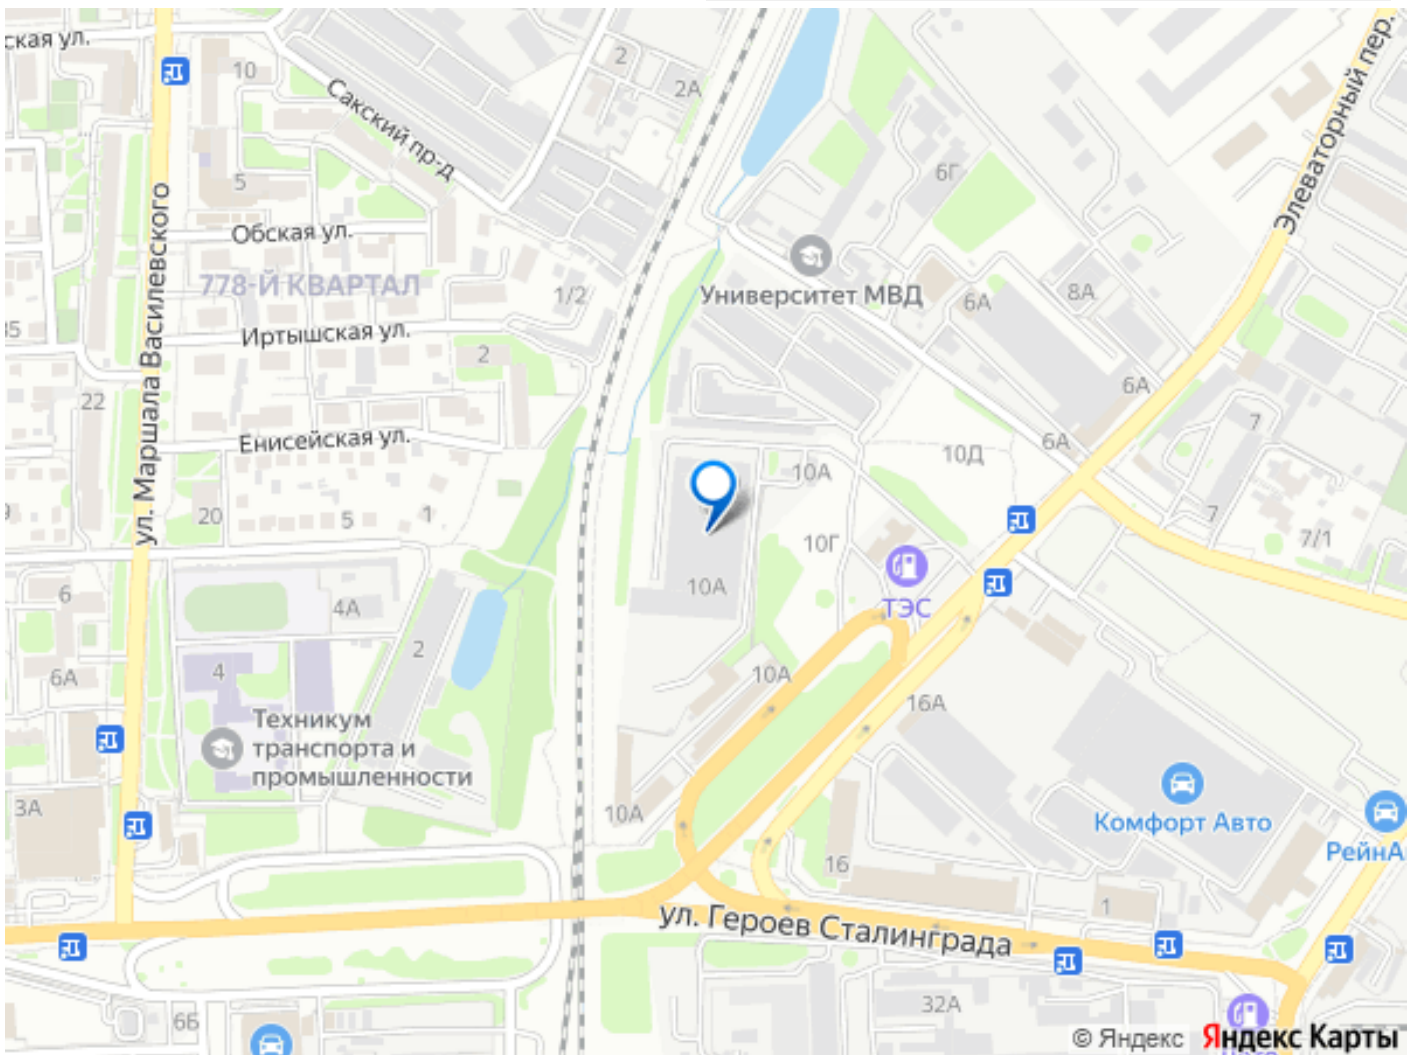 ская ул.
10
2
2А
Сакский пр-д
Элеваторный пер.
5
6Г
ул. Маршала Василевского
Обская ул.
778-Й КВАРТАЛ
1/2
Университет МВД
6А
8А
35
Иртышская ул.
2
22
6А
7
Енисейская ул.
6А
10Д
10А
20
5
1
7
10Г
7/1
6
4А
10А
ТЭС
2
4
6А
10А
16А
Техникум
транспорта и
промышленности
3А
10А
Комфорт Авто
РейнА
16
1
ул. Героев Сталинграда
32А
6Б
© Яндекс
Яндекс Карты